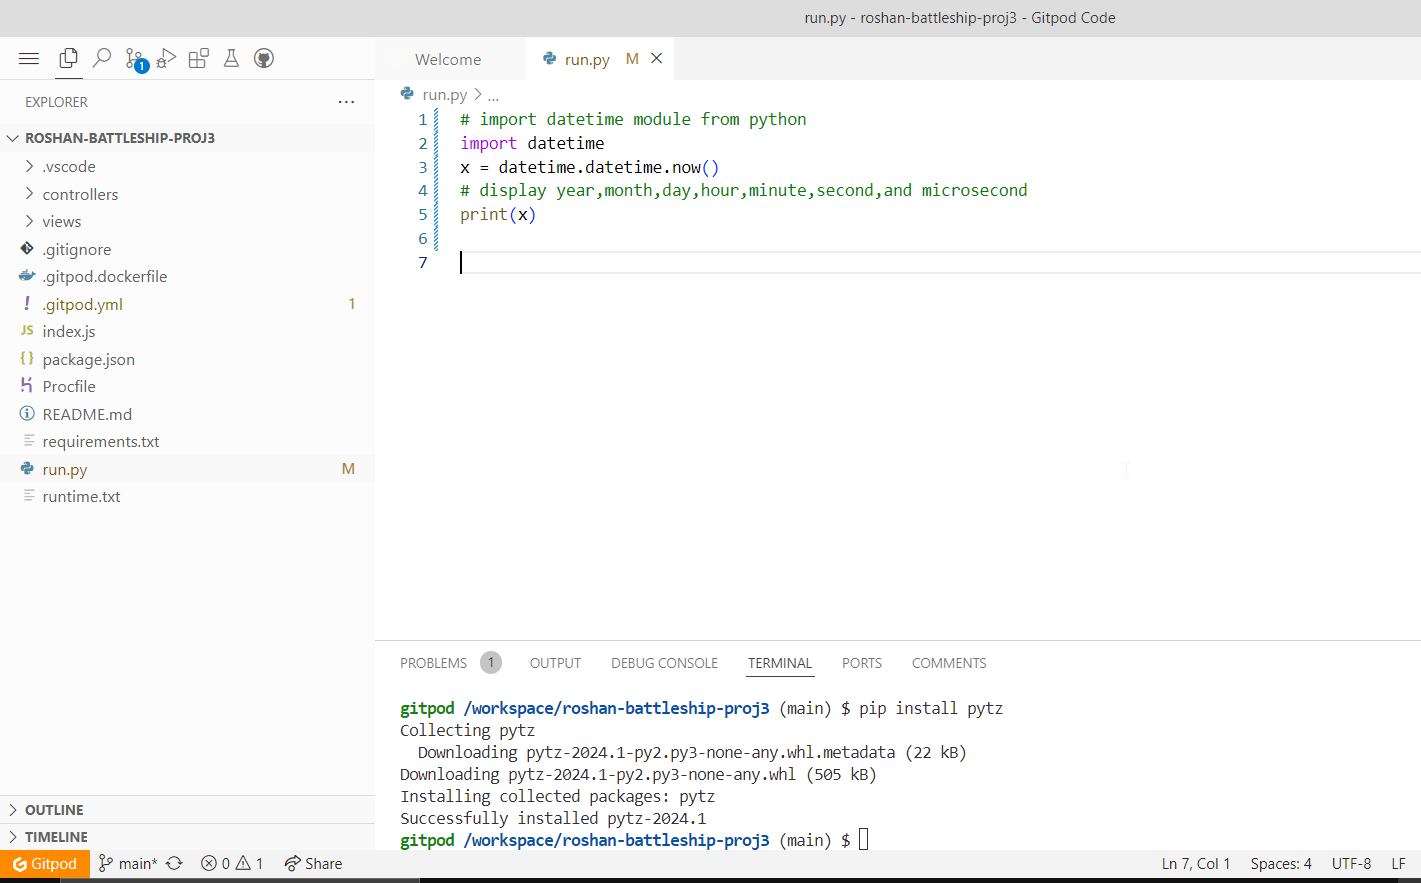 run.py - roshan-battleship-proj3 - Gitpod Code
1
Welcome
run.py M
EXPLORER
run.py > ...
ROSHAN-BATTLESHIP-PROJ3
.vscode
controllers
views
.gitignore
.gitpod.dockerfile
! .gitpod.yml 1
JS index.js
{} package.json
Procfile
README.md
requirements.txt
run.py M
runtime.txt
OUTLINE
TIMELINE
1 # import datetime module from python
2 import datetime
3 x = datetime.datetime.now()
4 # display year,month,day,hour,minute,second,and microsecond
5 print(x)
6
7
PROBLEMS 1 OUTPUT DEBUG CONSOLE TERMINAL PORTS COMMENTS
gitpod /workspace/roshan-battleship-proj3 (main) $ pip install pytz
Collecting pytz
Downloading pytz-2024.1-py2.py3-none-any.whl.metadata (22 kB)
Downloading pytz-2024.1-py2.py3-none-any.whl (505 kB)
Installing collected packages: pytz
Successfully installed pytz-2024.1
gitpod /workspace/roshan-battleship-proj3 (main) $
Gitpod main* 0 1 Share Ln 7, Col 1 Spaces: 4 UTF-8 LF